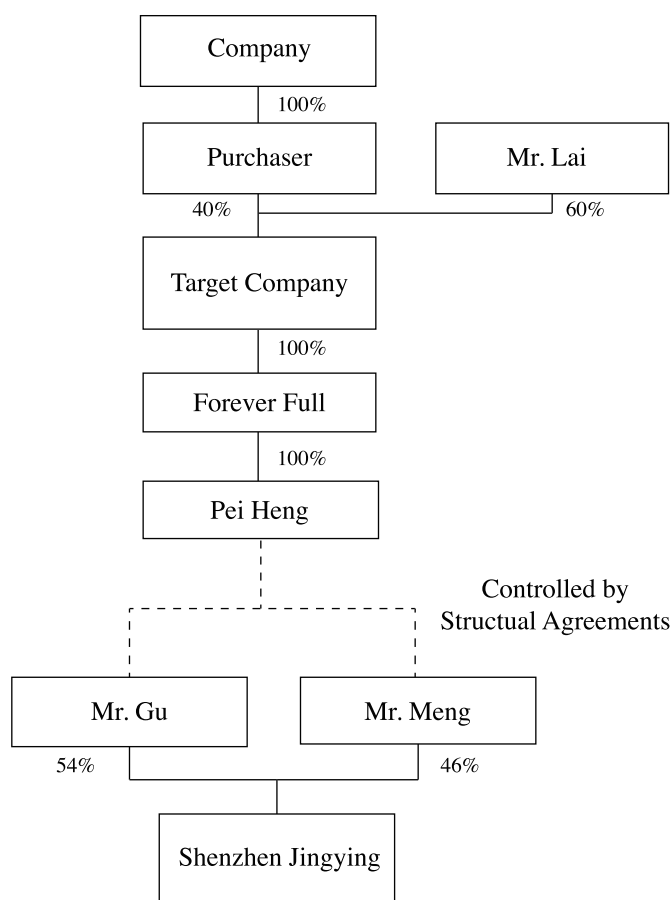 Company
100%
Purchaser
Mr. Lai
40%
60%
Target Company
100%
Forever Full
100%
Pei Heng
Controlled by
Structual Agreements
Mr. Gu
Mr. Meng
54%
46%
Shenzhen Jingying